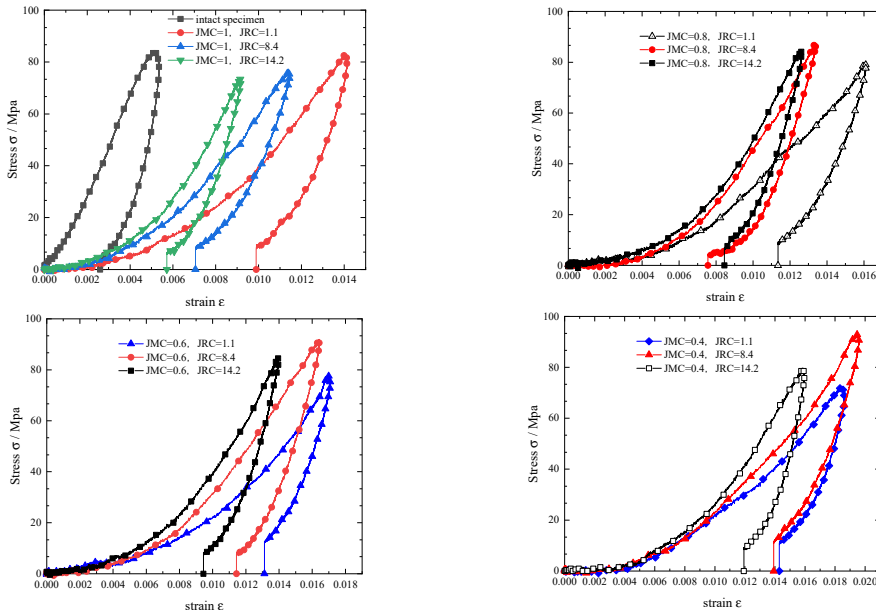 100
80
60
40
20
0
Stress σ / Mpa
intact specimen
JMC=1, JRC=1.1
JMC=1, JRC=8.4
JMC=1, JRC=14.2
0.000 0.002 0.004 0.006 0.008 0.010 0.012 0.014
strain ε
100
80
60
40
20
0
Stress σ / Mpa
JMC=0.8, JRC=1.1
JMC=0.8, JRC=8.4
JMC=0.8, JRC=14.2
0.000 0.002 0.004 0.006 0.008 0.010 0.012 0.014 0.016
strain ε
100
80
60
40
20
0
Stress σ / Mpa
JMC=0.6, JRC=1.1
JMC=0.6, JRC=8.4
JMC=0.6, JRC=14.2
0.000 0.002 0.004 0.006 0.008 0.010 0.012 0.014 0.016 0.018
strain ε
100
80
60
40
20
0
Stress σ / Mpa
JMC=0.4, JRC=1.1
JMC=0.4, JRC=8.4
JMC=0.4, JRC=14.2
0.000 0.002 0.004 0.006 0.008 0.010 0.012 0.014 0.016 0.018 0.020
strain ε